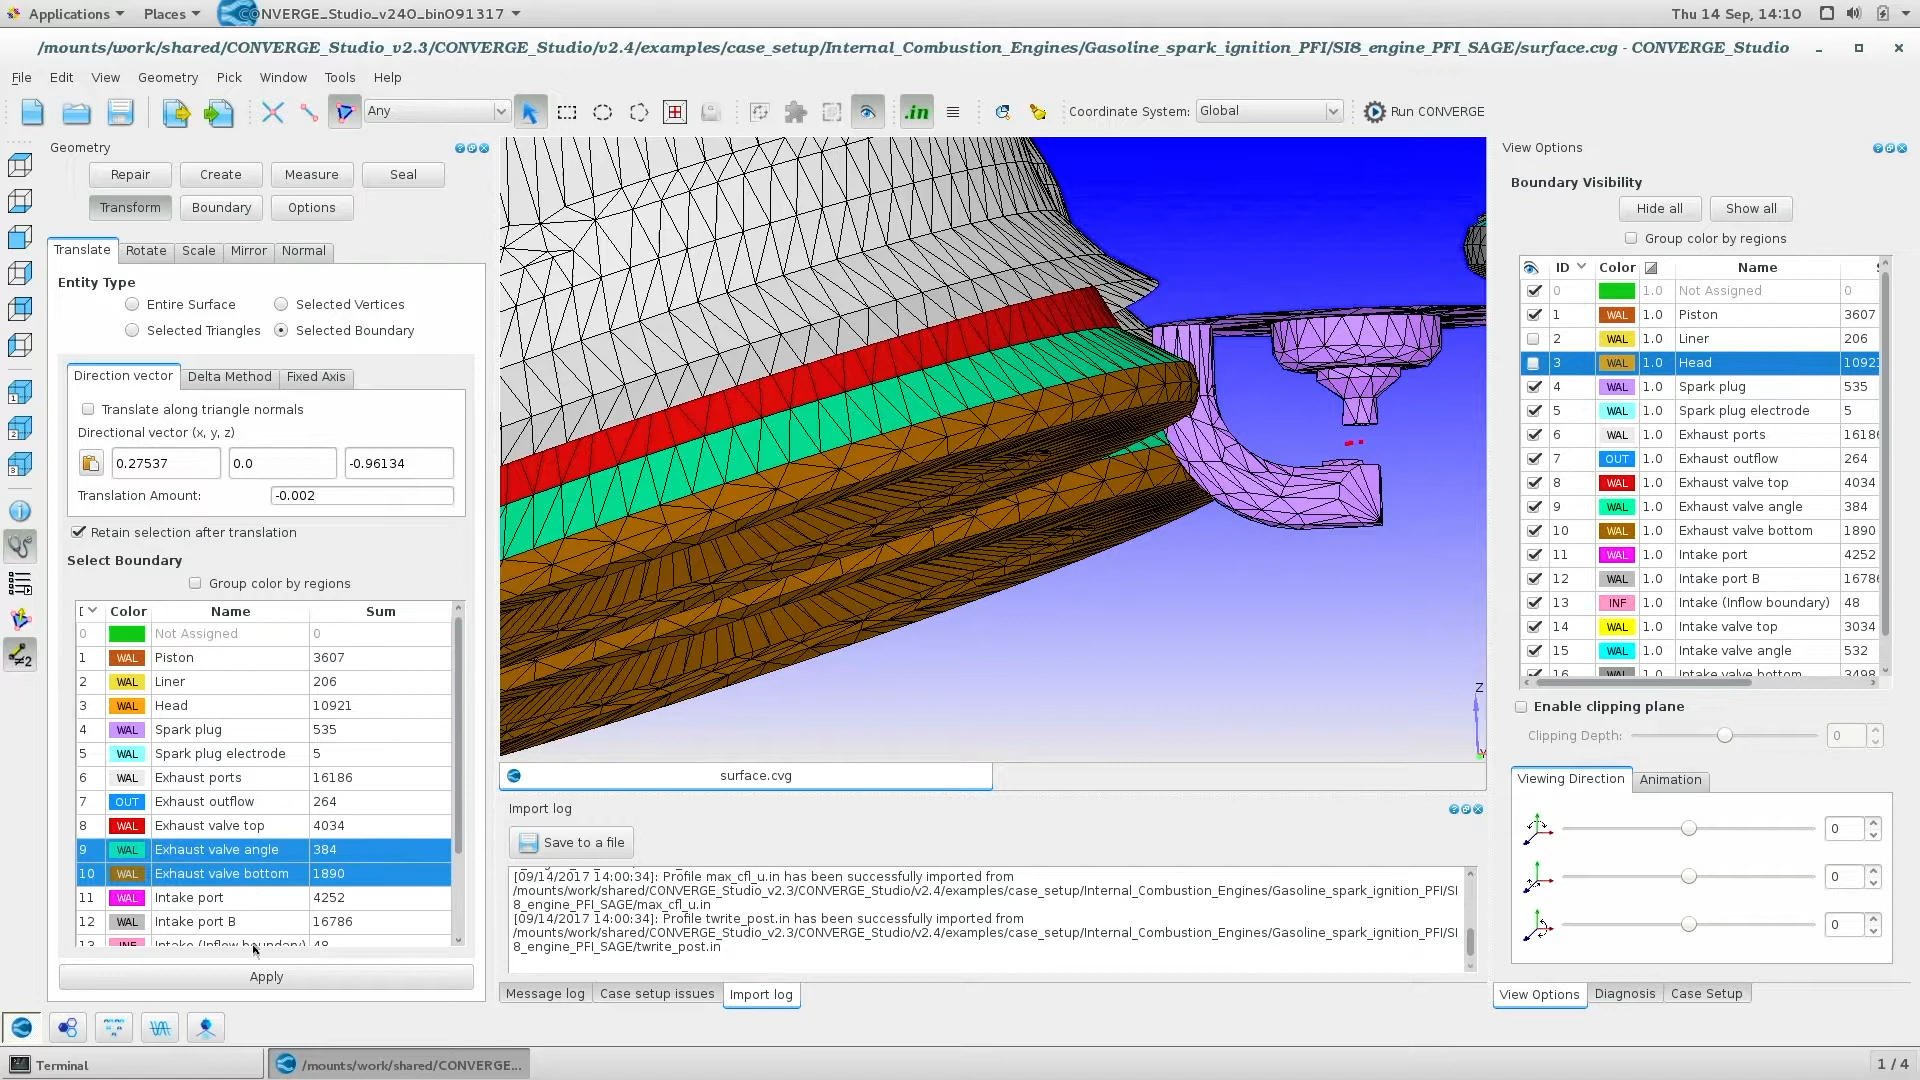 Applications
Places
CONVERGE_Studio_v240_bin091317
Thu 14 Sep, 14:10
/mounts/work/shared/CONVERGE_Studio_v2.3/CONVERGE_Studio/v2.4/examples/case_setup/Internal_Combustion_Engines/Gasoline_spark_ignition_PFI/SI8_engine_PFI_SAGE/surface.cvg - CONVERGE_Studio
File Edit View Geometry Pick Window Tools Help
Any
.in
Coordinate System: Global
Run CONVERGE
Geometry
Repair Create Measure Seal
Transform Boundary Options
Translate Rotate Scale Mirror Normal
Entity Type
Entire Surface Selected Vertices
Selected Triangles Selected Boundary
Direction vector Delta Method Fixed Axis
Translate along triangle normals
Directional vector (x, y, z)
0.27537 0.0 -0.96134
Translation Amount: -0.002
Retain selection after translation
Select Boundary
Group color by regions
Color Name Sum
0 Not Assigned 0
1 WAL Piston 3607
2 WAL Liner 206
3 WAL Head 10921
4 WAL Spark plug 535
5 WAL Spark plug electrode 5
6 WAL Exhaust ports 16186
7 OUT Exhaust outflow 264
8 WAL Exhaust valve top 4034
9 WAL Exhaust valve angle 384
10 WAL Exhaust valve bottom 1890
11 WAL Intake port 4252
12 WAL Intake port B 16786
13 INF Intake (Inflow boundary) 48
Apply
Z
surface.cvg
Import log
Save to a file
[09/14/2017 14:00:34]: Profile max_cfl_u.in has been successfully imported from
/mounts/work/shared/CONVERGE_Studio_v2.3/CONVERGE_Studio/v2.4/examples/case_setup/Internal_Combustion_Engines/Gasoline_spark_ignition_PFI/SI
8_engine_PFI_SAGE/max_cfl_u.in
[09/14/2017 14:00:34]: Profile twrite_post.in has been successfully imported from
/mounts/work/shared/CONVERGE_Studio_v2.3/CONVERGE_Studio/v2.4/examples/case_setup/Internal_Combustion_Engines/Gasoline_spark_ignition_PFI/SI
8_engine_PFI_SAGE/twrite_post.in
Message log Case setup issues Import log
View Options
Boundary Visibility
Hide all Show all
Group color by regions
ID Color Name
0 1.0 Not Assigned 0
1 WAL 1.0 Piston 3607
2 WAL 1.0 Liner 206
3 WAL 1.0 Head 1092
4 WAL 1.0 Spark plug 535
5 WAL 1.0 Spark plug electrode 5
6 WAL 1.0 Exhaust ports 1618
7 OUT 1.0 Exhaust outflow 264
8 WAL 1.0 Exhaust valve top 4034
9 WAL 1.0 Exhaust valve angle 384
10 WAL 1.0 Exhaust valve bottom 1890
11 WAL 1.0 Intake port 4252
12 WAL 1.0 Intake port B 1678
13 INF 1.0 Intake (Inflow boundary) 48
14 WAL 1.0 Intake valve top 3034
15 WAL 1.0 Intake valve angle 532
16 WAL 1.0 Intake valve bottom 3498
Enable clipping plane
Clipping Depth: 0
Viewing Direction Animation
0
0
0
View Options Diagnosis Case Setup
Terminal
/mounts/work/shared/CONVERGE...
1 / 4